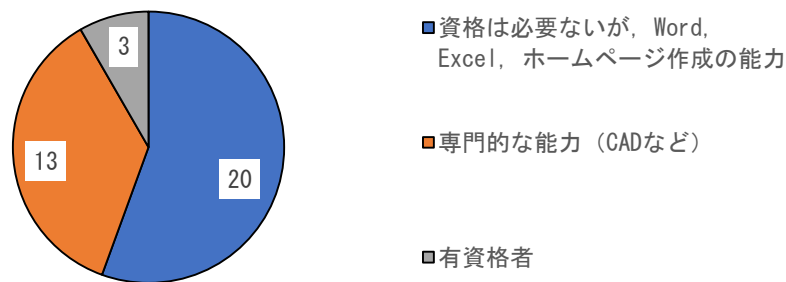 3
13
20
資格は必要ないが, Word,
Excel, ホームページ作成の能力
専門的な能力（CADなど）
有資格者